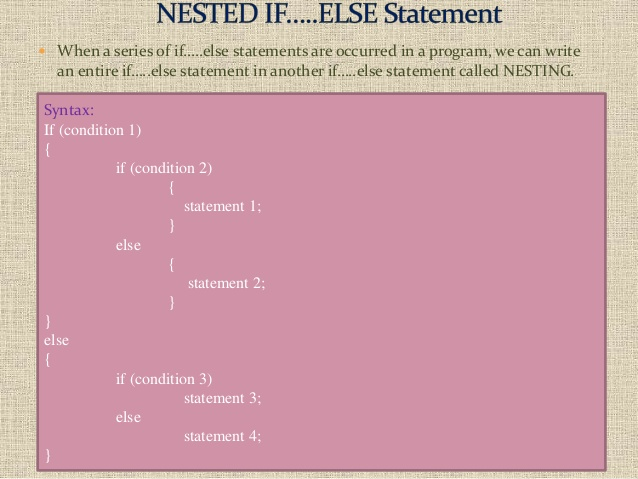 NESTED IF.....ELSE Statement
• When a series of if.....else statements are occurred in a program, we can write
an entire if.....else statement in another if.....else statement called NESTING.
Syntax:
If (condition 1)
{
if (condition 2)
{
statement 1;
}
else
{
statement 2;
}
}
else
{
if (condition 3)
statement 3;
else
statement 4;
}